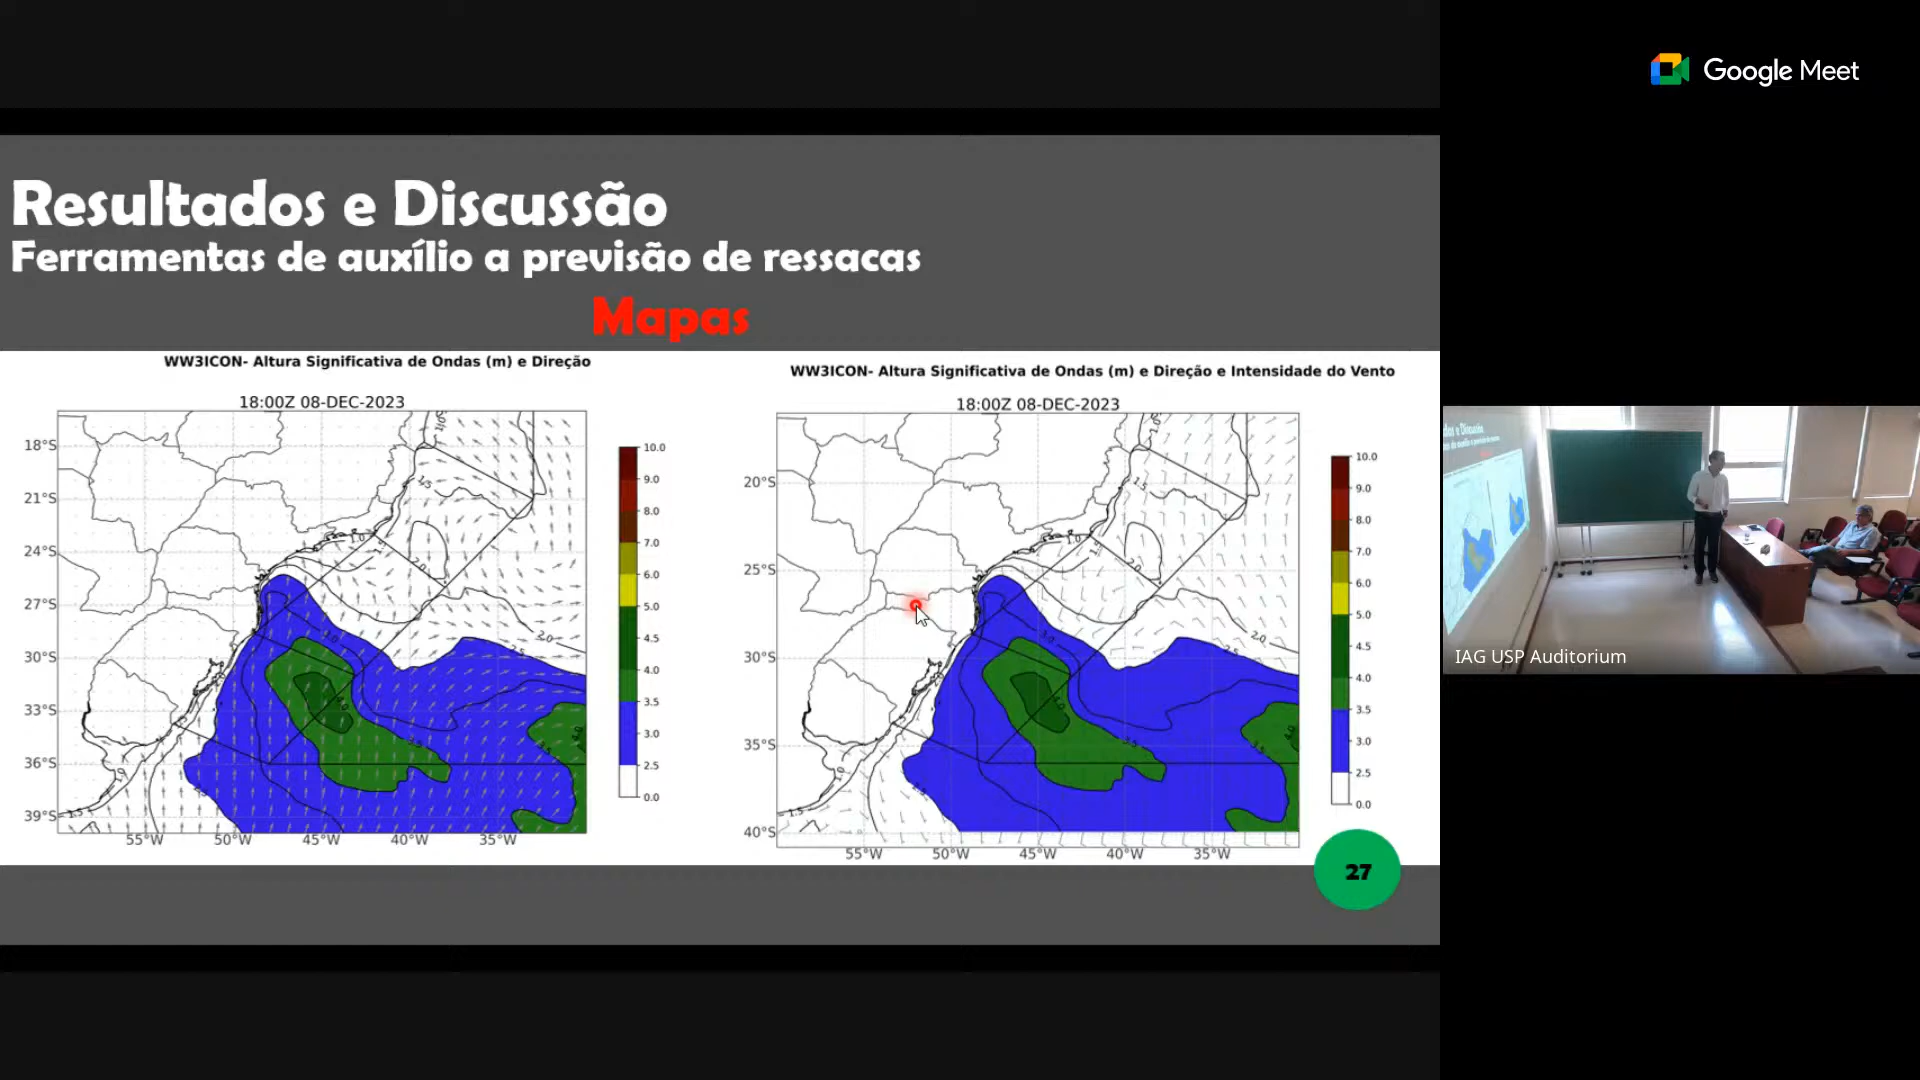 Google Meet
Resultados e Discussão
Ferramentas de auxílio a previsão de ressacas
Mapas
WW3ICON- Altura Significativa de Ondas (m) e Direção
18:00Z 08-DEC-2023
18°S
21°S
24°S
27°S
30°S
33°S
36°S
39°S
55°W 50°W 45°W 40°W 35°W
10.0
9.0
8.0
7.0
6.0
5.0
4.5
4.0
3.5
3.0
2.5
0.0
WW3ICON- Altura Significativa de Ondas (m) e Direção e Intensidade do Vento
18:00Z 08-DEC-2023
20°S
25°S
30°S
35°S
40°S
55°W 50°W 45°W 40°W 35°W
10.0
9.0
8.0
7.0
6.0
5.0
4.5
4.0
3.5
3.0
2.5
0.0
27
IAG USP Auditorium